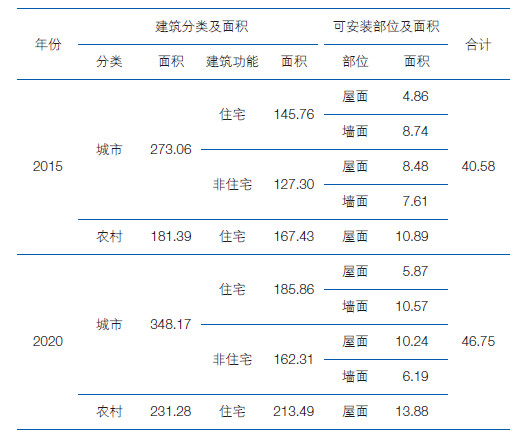 年份 建筑分类及面积 可安装部位及面积 合计
分类 面积 建筑功能 面积 部位 面积
2015 城市 273.06 住宅 145.76 屋面 4.86 40.58
墙面 8.74
非住宅 127.30 屋面 8.48
墙面 7.61
农村 181.39 住宅 167.43 屋面 10.89
2020 城市 348.17 住宅 185.86 屋面 5.87 46.75
墙面 10.57
非住宅 162.31 屋面 10.24
墙面 6.19
农村 231.28 住宅 213.49 屋面 13.88